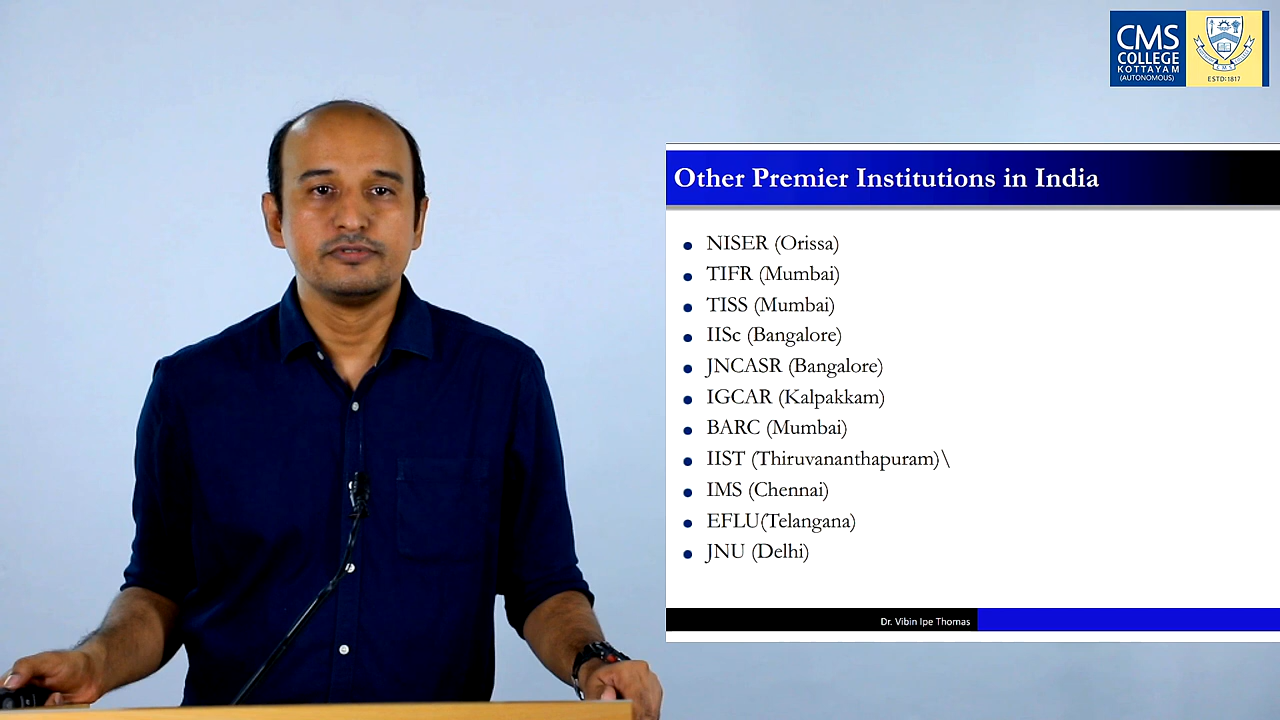 CMS
COLLEGE
KOTTAYAM
(AUTONOMOUS)
ESTD:1817
Other Premier Institutions in India
NISER (Orissa)
TIFR (Mumbai)
TISS (Mumbai)
IISc (Bangalore)
JNCASR (Bangalore)
IGCAR (Kalpakkam)
BARC (Mumbai)
IIST (Thiruvananthapuram)\
IMS (Chennai)
EFLU(Telangana)
JNU (Delhi)
Dr. Vibin Ipe Thomas